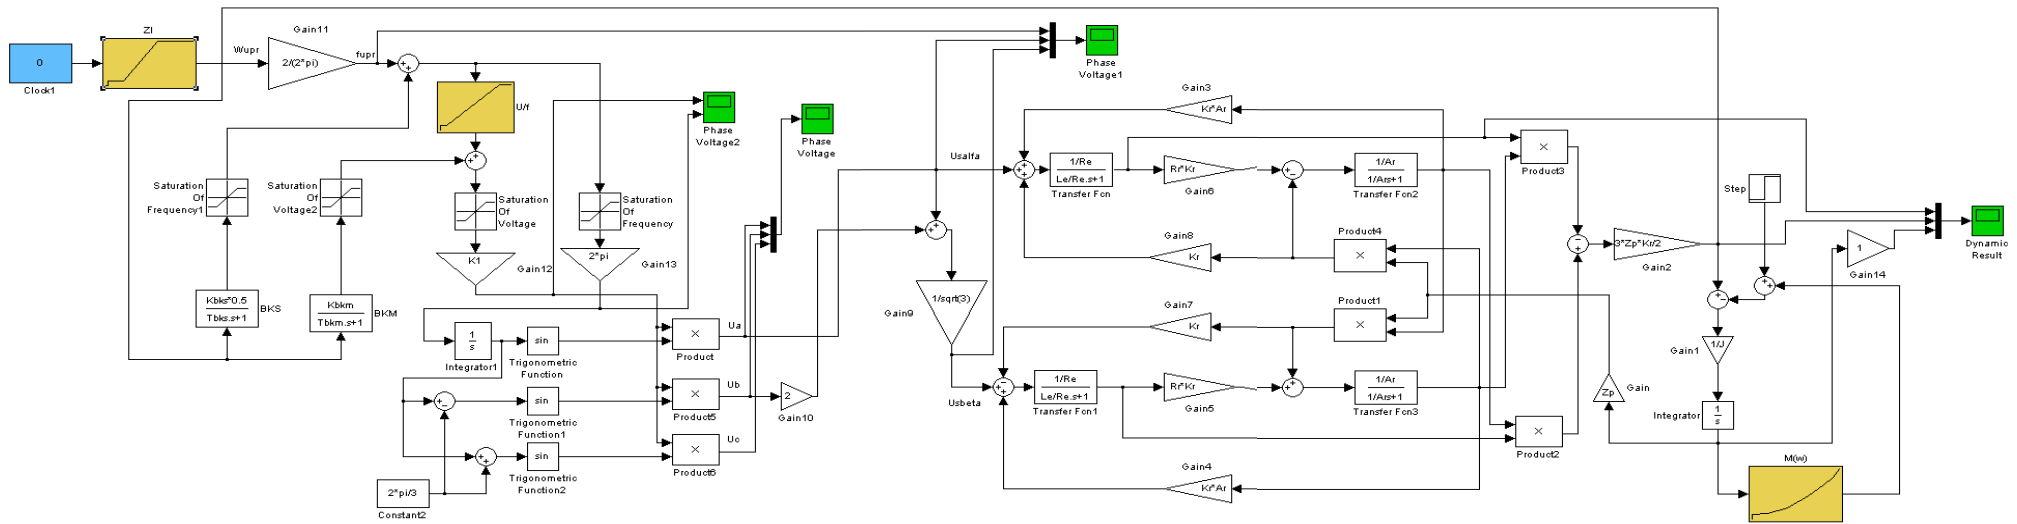 ZI
Gain11
Wupr
fupr
0
2/(2*pi)
Clock1
U/f
Phase
Voltage2
Phase
Voltage
Phase
Voltage1
Saturation
Of
Frequency1
Saturation
Of
Voltage2
Saturation
Of
Voltage
Saturation
Of
Frequency
K1
Gain12
2*pi
Gain13
Kbks*0.5
Tbks.s+1
BKS
Kbkm
Tbkm.s+1
BKM
1
s
Integrator1
sin
Trigonometric
Function
sin
Trigonometric
Function1
sin
Trigonometric
Function2
2*pi/3
Constant2
Ua
Product
Ub
Product5
Uc
Product6
2
Gain10
1/sqrt(3)
Gain9
Usalfa
Usbeta
Gain3
Kr*Ar
1/Re
Le/Re.s+1
Transfer Fcn
Rr*Kr
Gain6
1/Ar
1/Ars+1
Transfer Fcn2
Product3
Gain8
Kr
Product4
Gain7
Kr
Product1
1/Re
Le/Re.s+1
Transfer Fcn1
Rr*Kr
Gain5
1/Ar
1/Ars+1
Transfer Fcn3
Product2
Gain4
Kr*Ar
3*Zp*Kr/2
Gain2
Step
1
Gain14
Dynamic
Result
1/J
Gain1
Zp
Gain
Integrator
1
s
M(w)